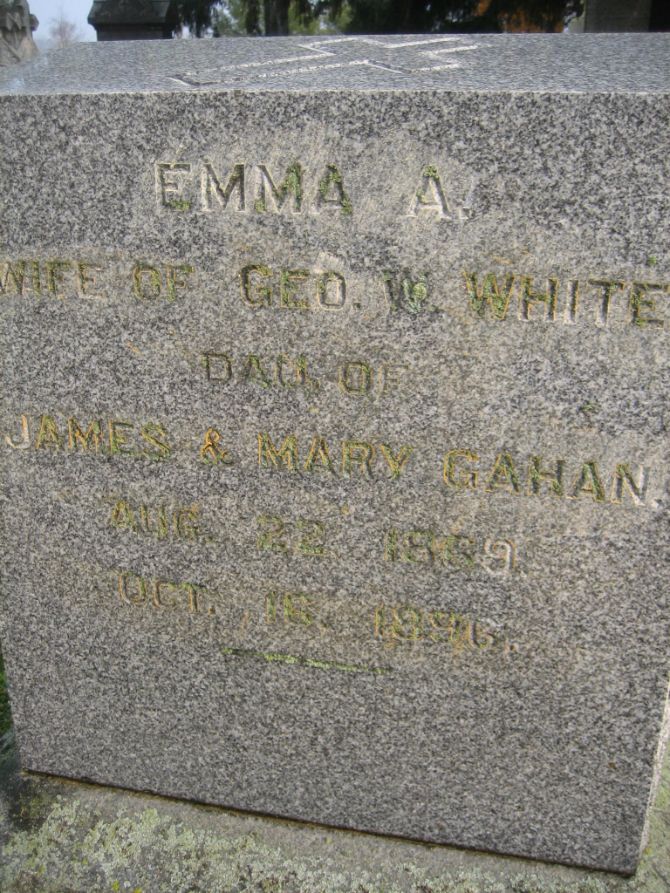 EMMA A.
WIFE OF GEO. W. WHITE
DAU. OF
JAMES & MARY GAHAN.
AUG. 22. 1869.
OCT. 16. 1896.